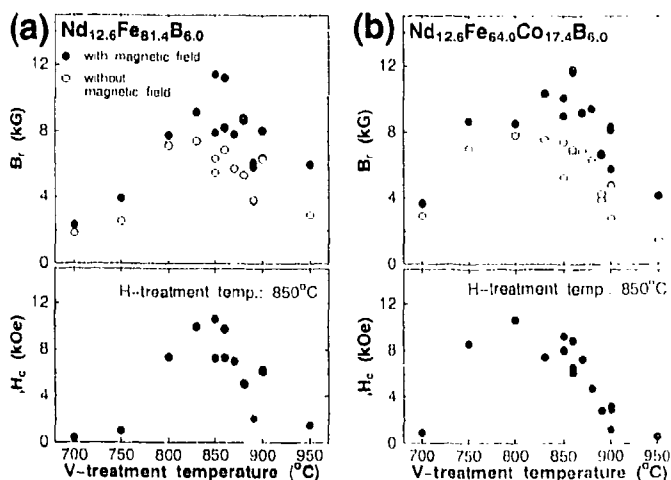 (a) Nd12.6Fe81.4B6.0
● with magnetic field
○ without
magnetic field
12
8
4
0
Br (kG)
H-treatment temp.: 850°C
12
8
4
0
iHc (kOe)
700 750 800 850 900 950
V-treatment temperature (°C)
(b) Nd12.6Fe64.0Co17.4B6.0
12
8
4
0
Br (kG)
H-treatment temp.: 850°C
12
8
4
0
iHc (kOe)
700 750 800 850 900 950
V-treatment temperature (°C)